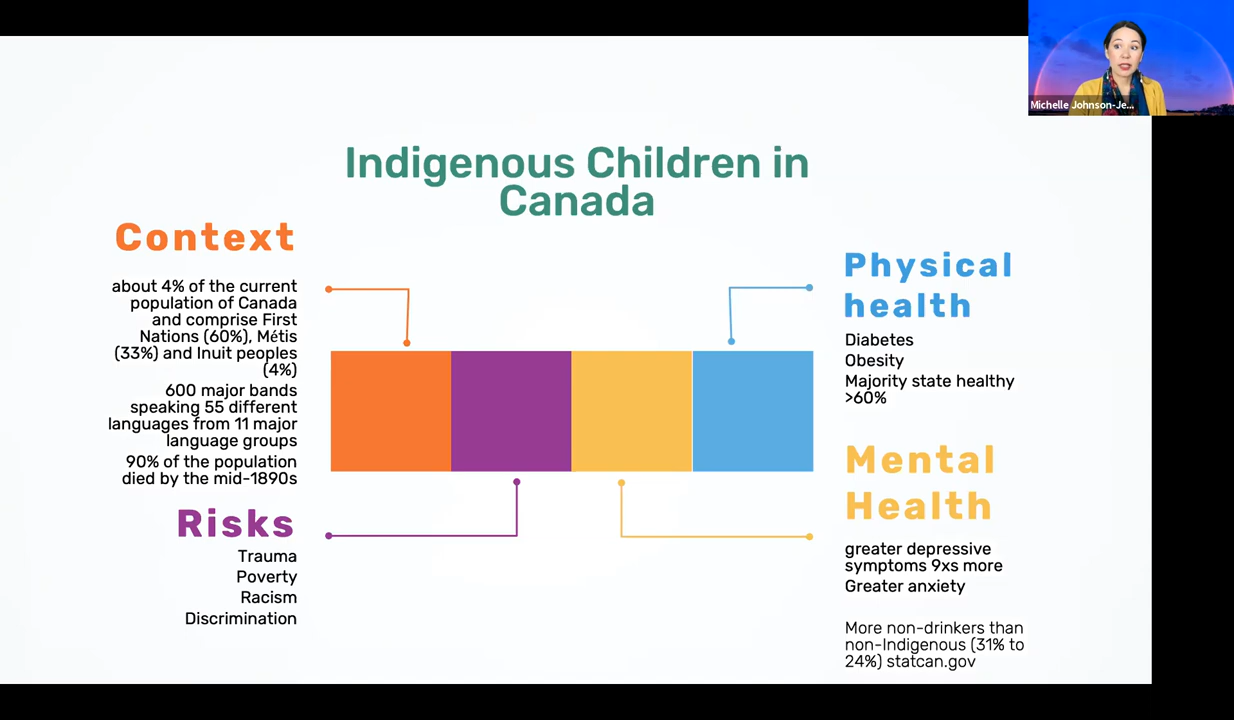 Michelle Johnson-Je...
Indigenous Children in
Canada
Context
about 4% of the current
population of Canada
and comprise First
Nations (60%), Métis
(33%) and Inuit peoples
(4%)
600 major bands
speaking 55 different
languages from 11 major
language groups
90% of the population
died by the mid-1890s
Risks
Trauma
Poverty
Racism
Discrimination
Physical
health
Diabetes
Obesity
Majority state healthy
>60%
Mental
Health
greater depressive
symptoms 9xs more
Greater anxiety
More non-drinkers than
non-Indigenous (31% to
24%) statcan.gov